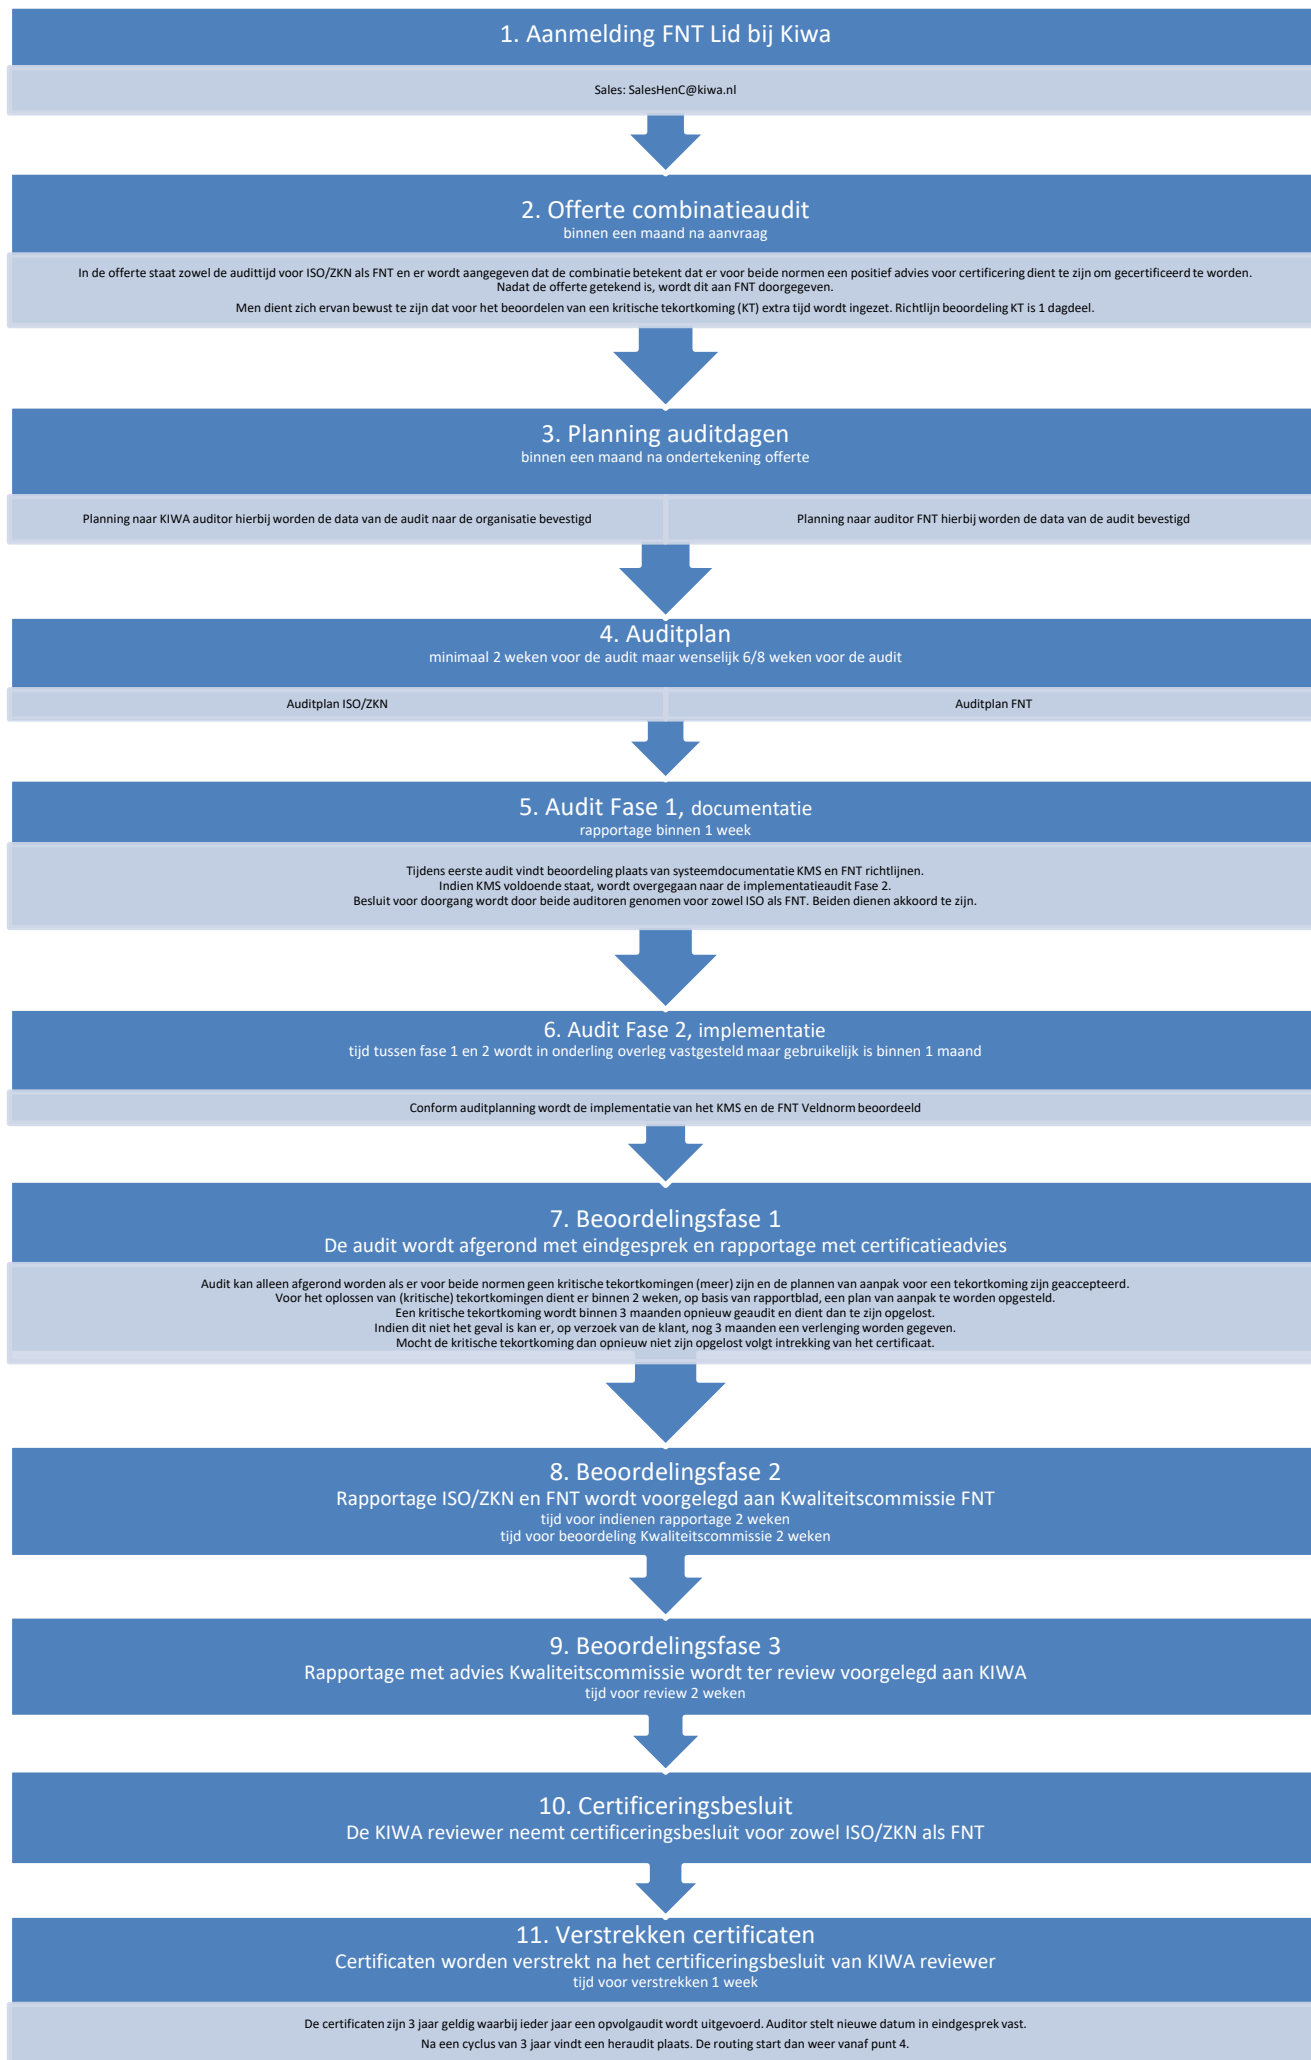 1. Aanmelding FNT Lid bij Kiwa
Sales: SalesHenC@kiwa.nl
2. Offerte combinatieaudit
binnen een maand na aanvraag
In de offerte staat zowel de audittijd voor ISO/ZKN als FNT en er wordt aangegeven dat de combinatie betekent dat er voor beide normen een positief advies voor certificering dient te zijn om gecertificeerd te worden.
Nadat de offerte getekend is, wordt dit aan FNT doorgegeven.
Men dient zich ervan bewust te zijn dat voor het beoordelen van een kritische tekortkoming (KT) extra tijd wordt ingezet. Richtlijn beoordeling KT is 1 dagdeel.
3. Planning auditdagen
binnen een maand na ondertekening offerte
Planning naar KIWA auditor hierbij worden de data van de audit naar de organisatie bevestigd
Planning naar auditor FNT hierbij worden de data van de audit bevestigd
4. Auditplan
minimaal 2 weken voor de audit maar wenselijk 6/8 weken voor de audit
Auditplan ISO/ZKN
Auditplan FNT
5. Audit Fase 1, documentatie
rapportage binnen 1 week
Tijdens eerste audit vindt beoordeling plaats van systeemdocumentatie KMS en FNT richtlijnen.
Indien KMS voldoende staat, wordt overgegaan naar de implementatieaudit Fase 2.
Besluit voor doorgang wordt door beide auditoren genomen voor zowel ISO als FNT. Beiden dienen akkoord te zijn.
6. Audit Fase 2, implementatie
tijd tussen fase 1 en 2 wordt in onderling overleg vastgesteld maar gebruikelijk is binnen 1 maand
Conform auditplanning wordt de implementatie van het KMS en de FNT Veldnorm beoordeeld
7. Beoordelingsfase 1
De audit wordt afgerond met eindgesprek en rapportage met certificatieadvies
Audit kan alleen afgerond worden als er voor beide normen geen kritische tekortkomingen (meer) zijn en de plannen van aanpak voor een tekortkoming zijn geaccepteerd.
Voor het oplossen van (kritische) tekortkomingen dient er binnen 2 weken, op basis van rapportblad, een plan van aanpak te worden opgesteld.
Een kritische tekortkoming wordt binnen 3 maanden opnieuw geaudit en dient dan te zijn opgelost.
Indien dit niet het geval is kan er, op verzoek van de klant, nog 3 maanden een verlenging worden gegeven.
Mocht de kritische tekortkoming dan opnieuw niet zijn opgelost volgt intrekking van het certificaat.
8. Beoordelingsfase 2
Rapportage ISO/ZKN en FNT wordt voorgelegd aan Kwaliteitscommissie FNT
tijd voor indienen rapportage 2 weken
tijd voor beoordeling Kwaliteitscommissie 2 weken
9. Beoordelingsfase 3
Rapportage met advies Kwaliteitscommissie wordt ter review voorgelegd aan KIWA
tijd voor review 2 weken
10. Certificeringsbesluit
De KIWA reviewer neemt certificeringsbesluit voor zowel ISO/ZKN als FNT
11. Verstrekken certificaten
Certificaten worden verstrekt na het certificeringsbesluit van KIWA reviewer
tijd voor verstrekken 1 week
De certificaten zijn 3 jaar geldig waarbij ieder jaar een opvolgaudit wordt uitgevoerd. Auditor stelt nieuwe datum in eindgesprek vast.
Na een cyclus van 3 jaar vindt een heraudit plaats. De routing start dan weer vanaf punt 4.